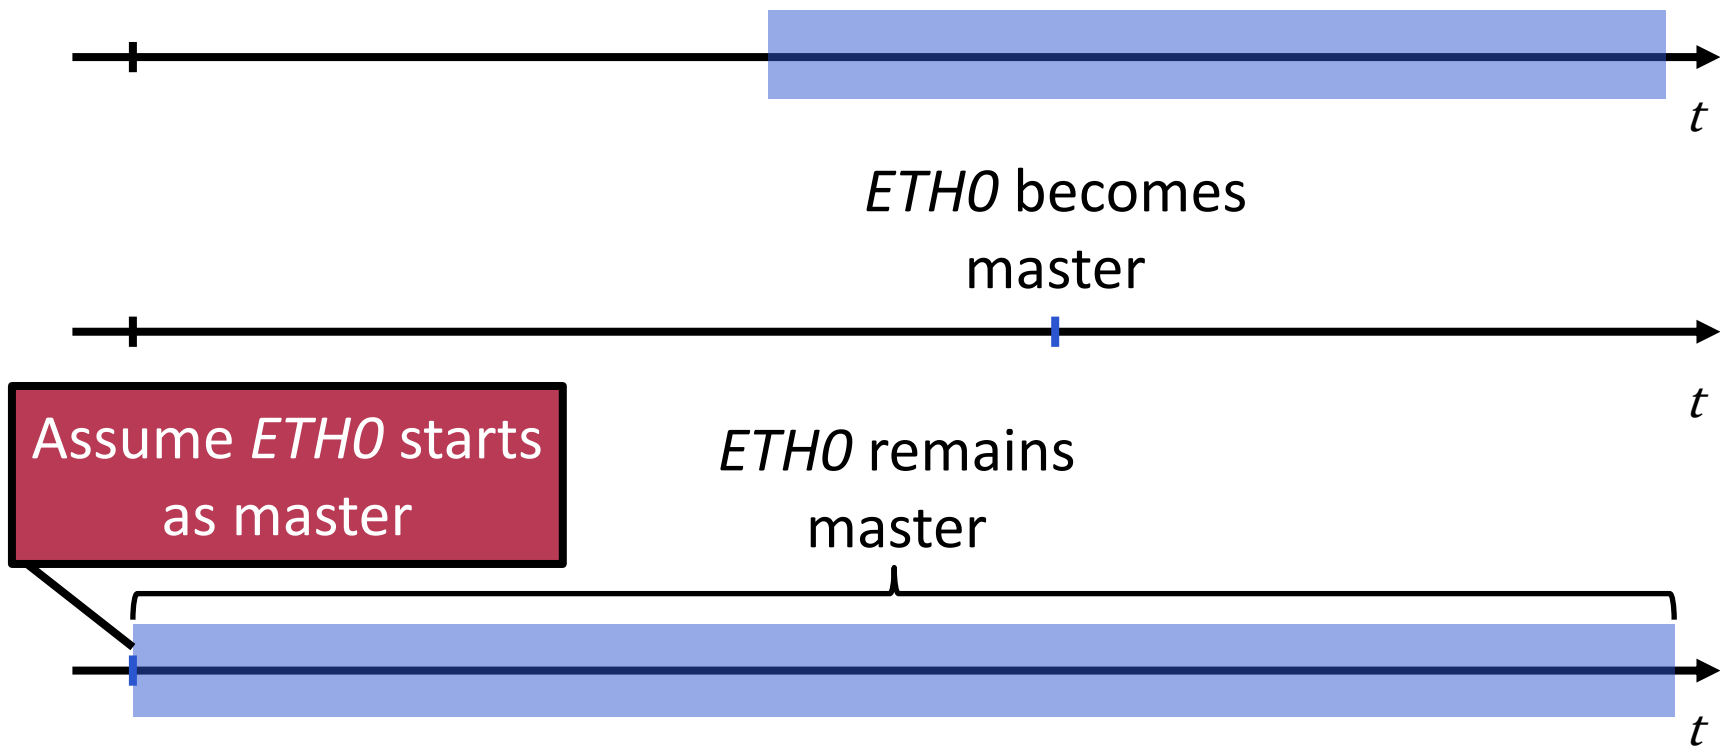 t
ETH0 becomes
master
t
Assume ETH0 starts
as master
ETH0 remains
master
t